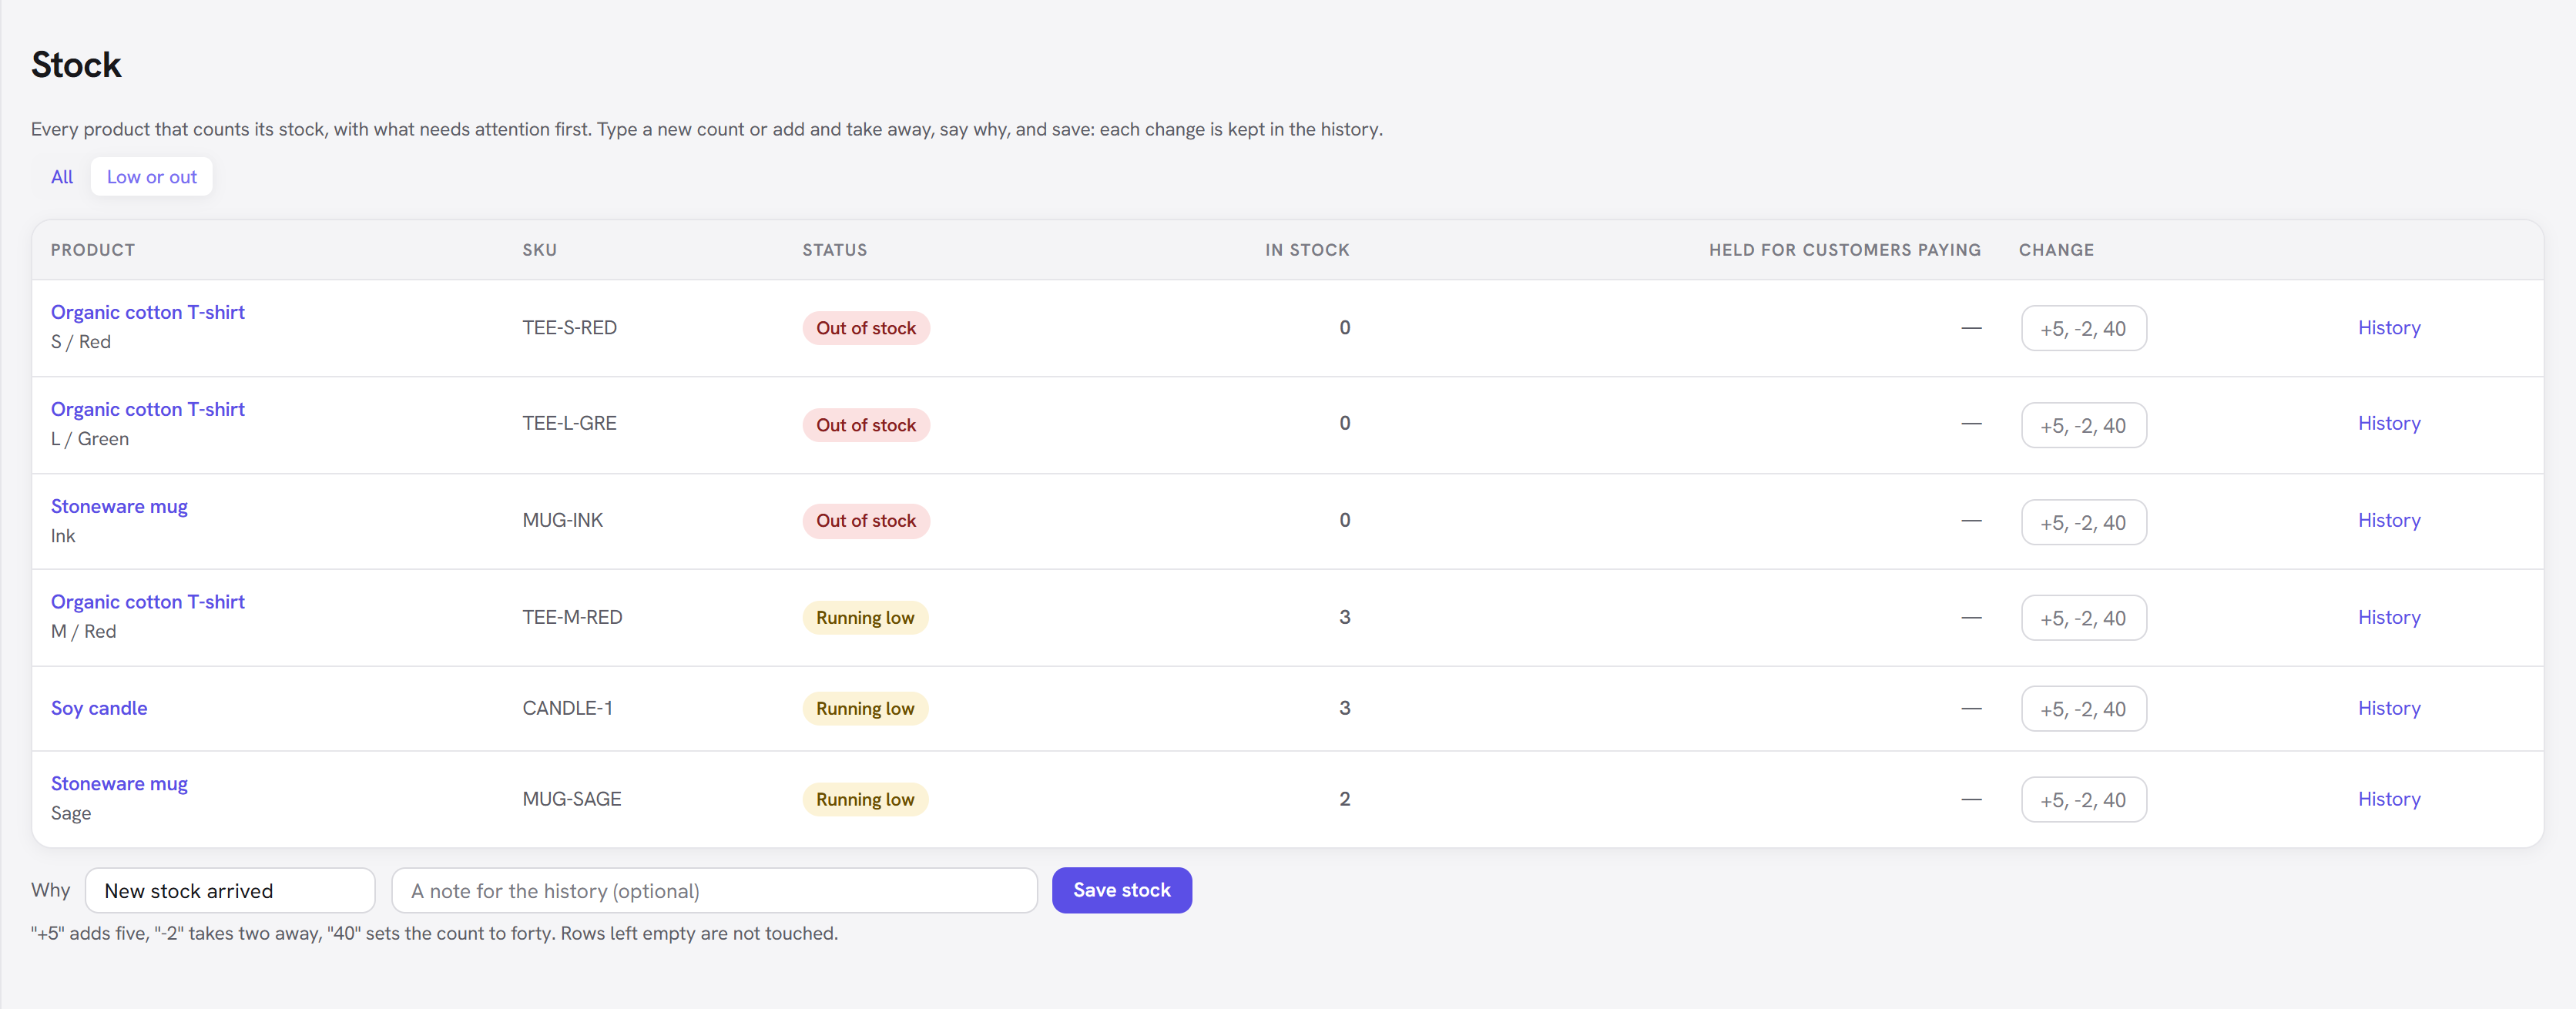 Stock
Every product that counts its stock, with what needs attention first. Type a new count or add and take away, say why, and save: each change is kept in the history.
All Low or out
PRODUCT SKU STATUS IN STOCK HELD FOR CUSTOMERS PAYING CHANGE
Organic cotton T-shirt
S / Red
TEE-S-RED Out of stock 0 — +5, -2, 40 History
Organic cotton T-shirt
L / Green
TEE-L-GRE Out of stock 0 — +5, -2, 40 History
Stoneware mug
Ink
MUG-INK Out of stock 0 — +5, -2, 40 History
Organic cotton T-shirt
M / Red
TEE-M-RED Running low 3 — +5, -2, 40 History
Soy candle CANDLE-1 Running low 3 — +5, -2, 40 History
Stoneware mug
Sage
MUG-SAGE Running low 2 — +5, -2, 40 History
Why New stock arrived A note for the history (optional) Save stock
"+5" adds five, "-2" takes two away, "40" sets the count to forty. Rows left empty are not touched.